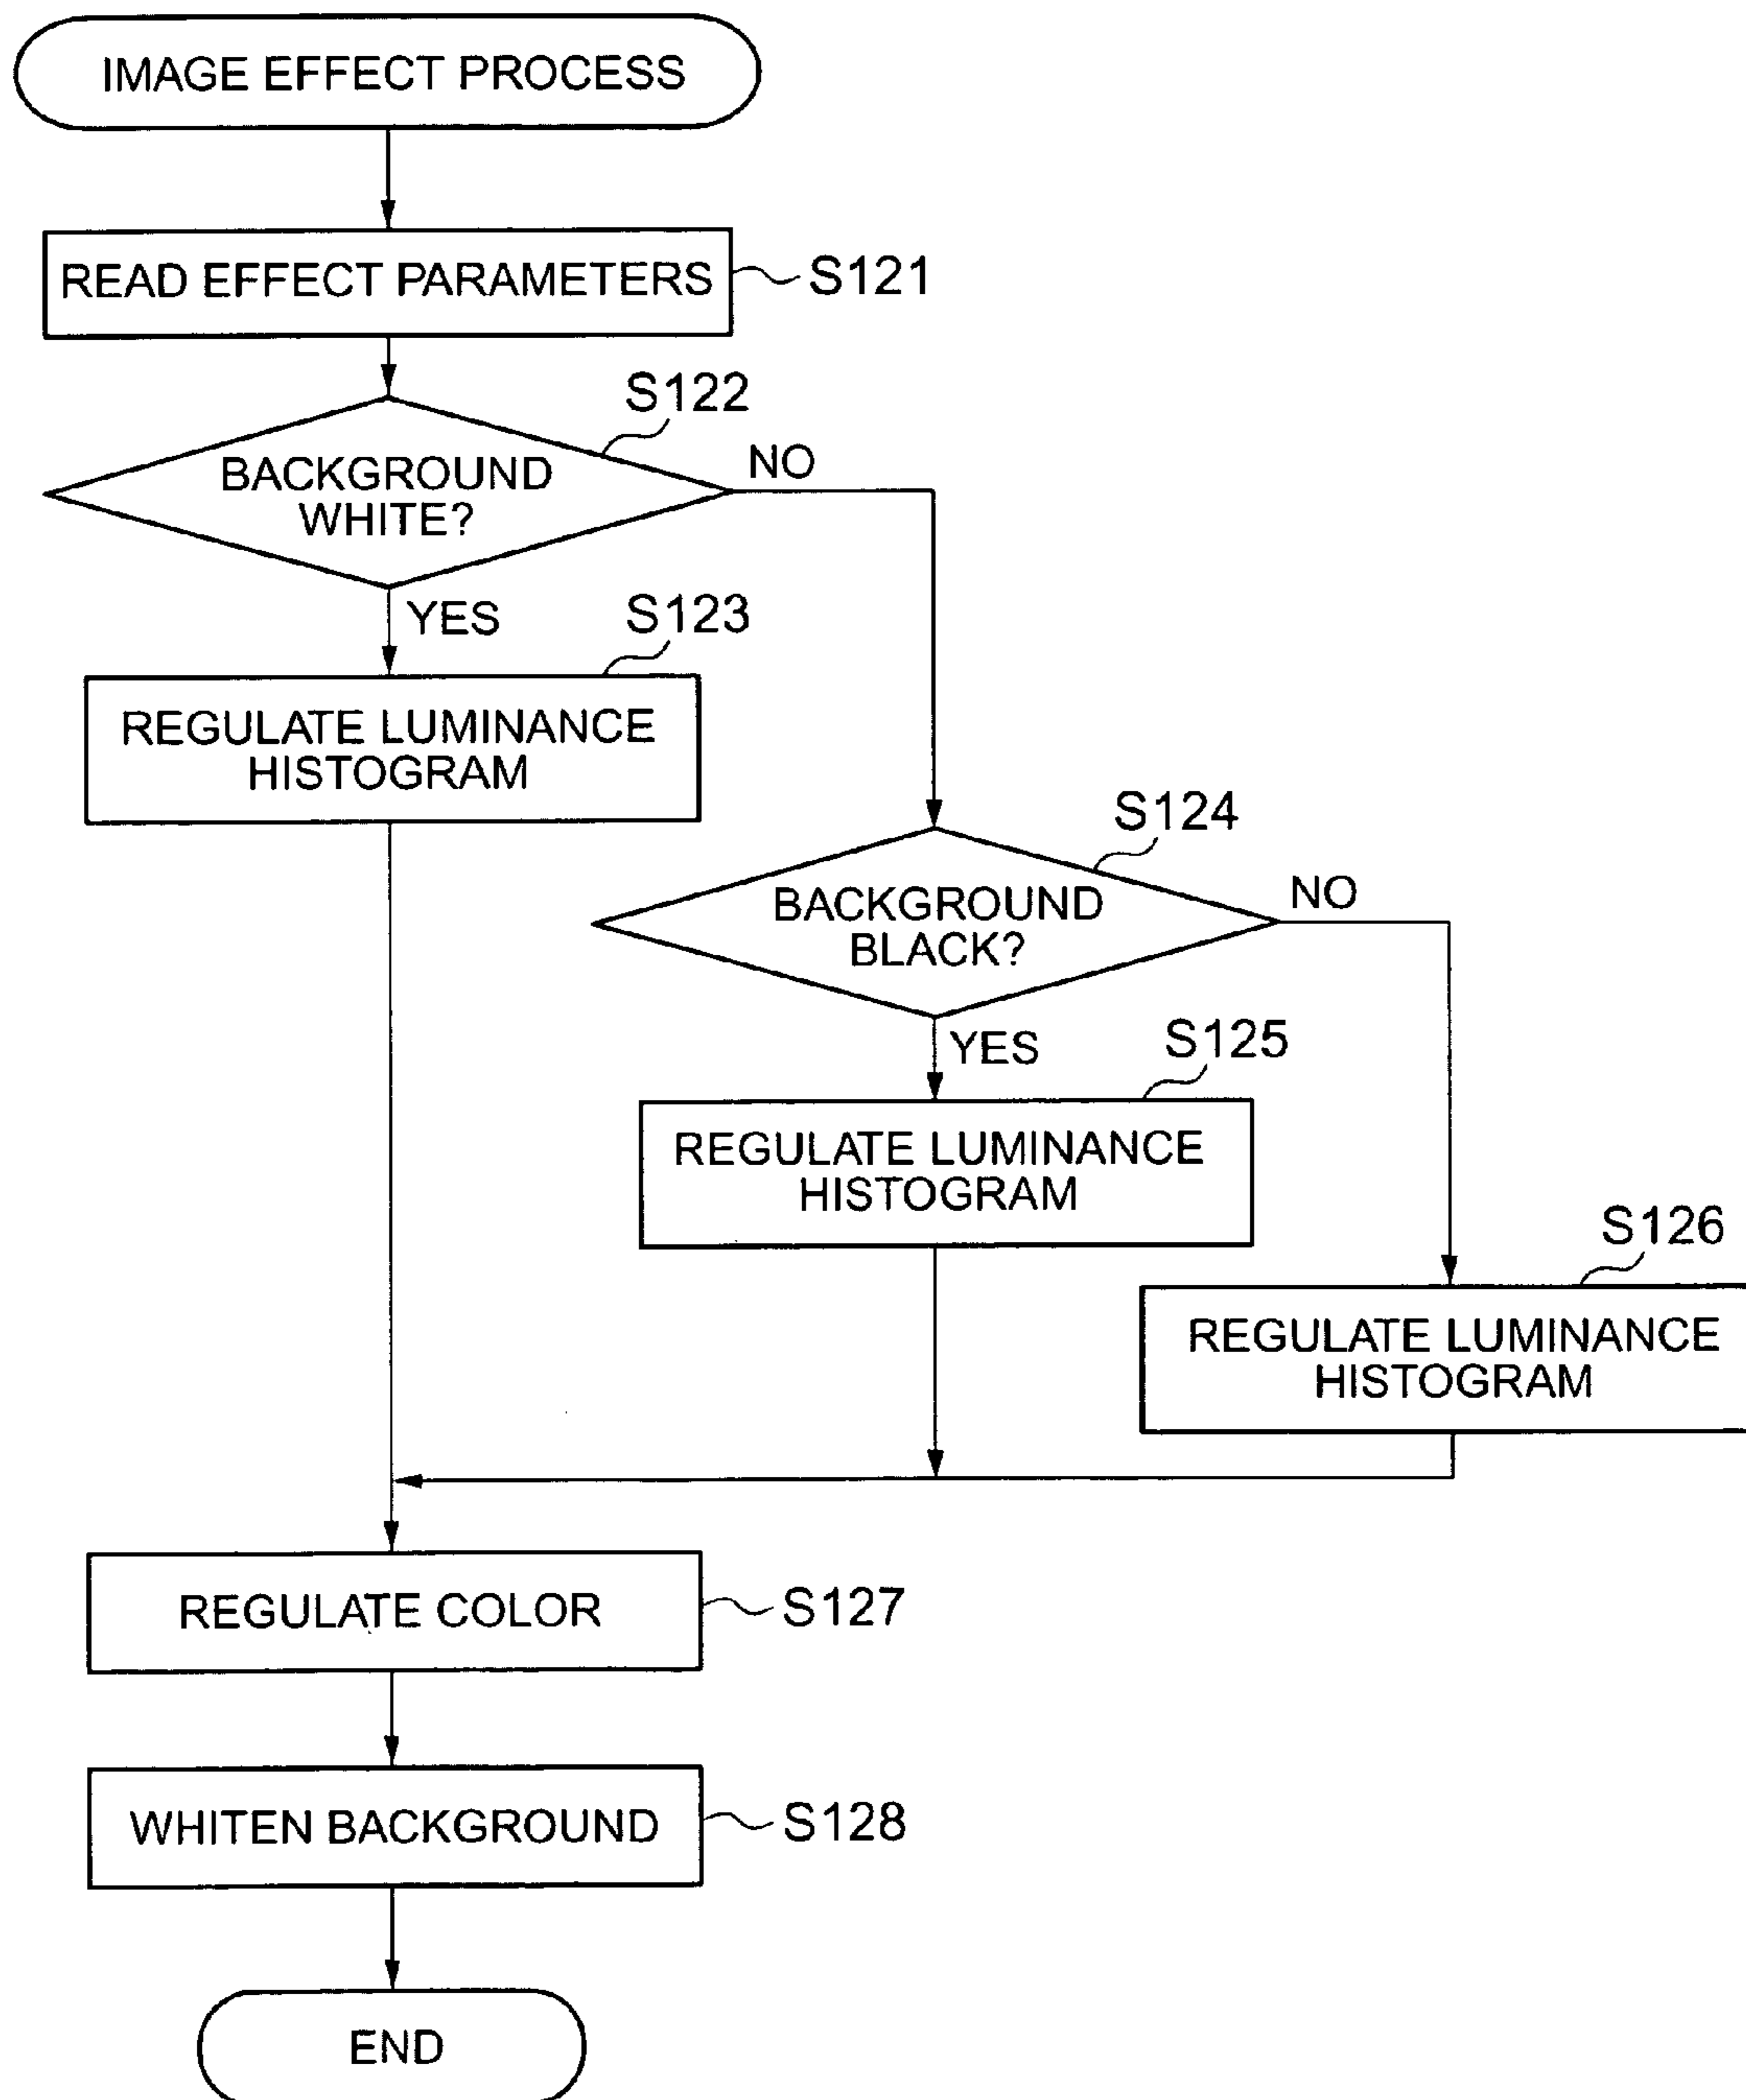 IMAGE EFFECT PROCESS
READ EFFECT PARAMETERS
S121
S122
BACKGROUND
WHITE?
NO
YES
S123
REGULATE LUMINANCE
HISTOGRAM
S124
BACKGROUND
BLACK?
NO
YES
S125
REGULATE LUMINANCE
HISTOGRAM
S126
REGULATE LUMINANCE
HISTOGRAM
REGULATE COLOR
S127
WHITEN BACKGROUND
S128
END